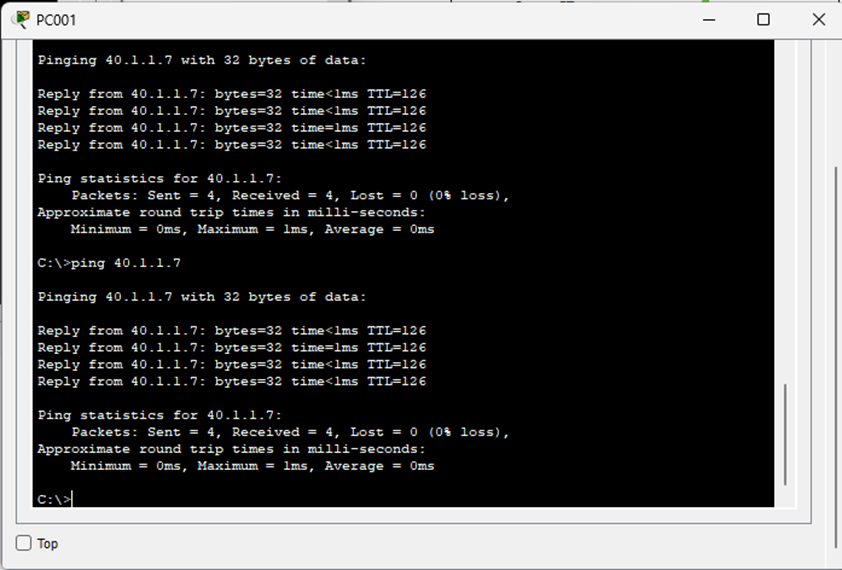 PC001
Pinging 40.1.1.7 with 32 bytes of data:
Reply from 40.1.1.7: bytes=32 time<1ms TTL=126
Reply from 40.1.1.7: bytes=32 time<1ms TTL=126
Reply from 40.1.1.7: bytes=32 time=1ms TTL=126
Reply from 40.1.1.7: bytes=32 time<1ms TTL=126
Ping statistics for 40.1.1.7:
Packets: Sent = 4, Received = 4, Lost = 0 (0% loss),
Approximate round trip times in milli-seconds:
Minimum = 0ms, Maximum = 1ms, Average = 0ms
C:\>ping 40.1.1.7
Pinging 40.1.1.7 with 32 bytes of data:
Reply from 40.1.1.7: bytes=32 time<1ms TTL=126
Reply from 40.1.1.7: bytes=32 time=1ms TTL=126
Reply from 40.1.1.7: bytes=32 time<1ms TTL=126
Reply from 40.1.1.7: bytes=32 time<1ms TTL=126
Ping statistics for 40.1.1.7:
Packets: Sent = 4, Received = 4, Lost = 0 (0% loss),
Approximate round trip times in milli-seconds:
Minimum = 0ms, Maximum = 1ms, Average = 0ms
C:\>
Top